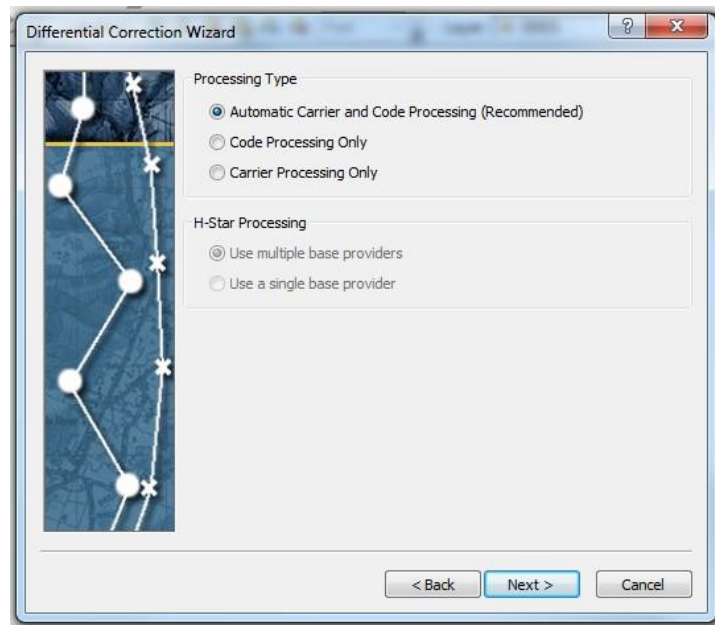 Differential Correction Wizard
Processing Type
Automatic Carrier and Code Processing (Recommended)
Code Processing Only
Carrier Processing Only
H-Star Processing
Use multiple base providers
Use a single base provider
< Back Next > Cancel